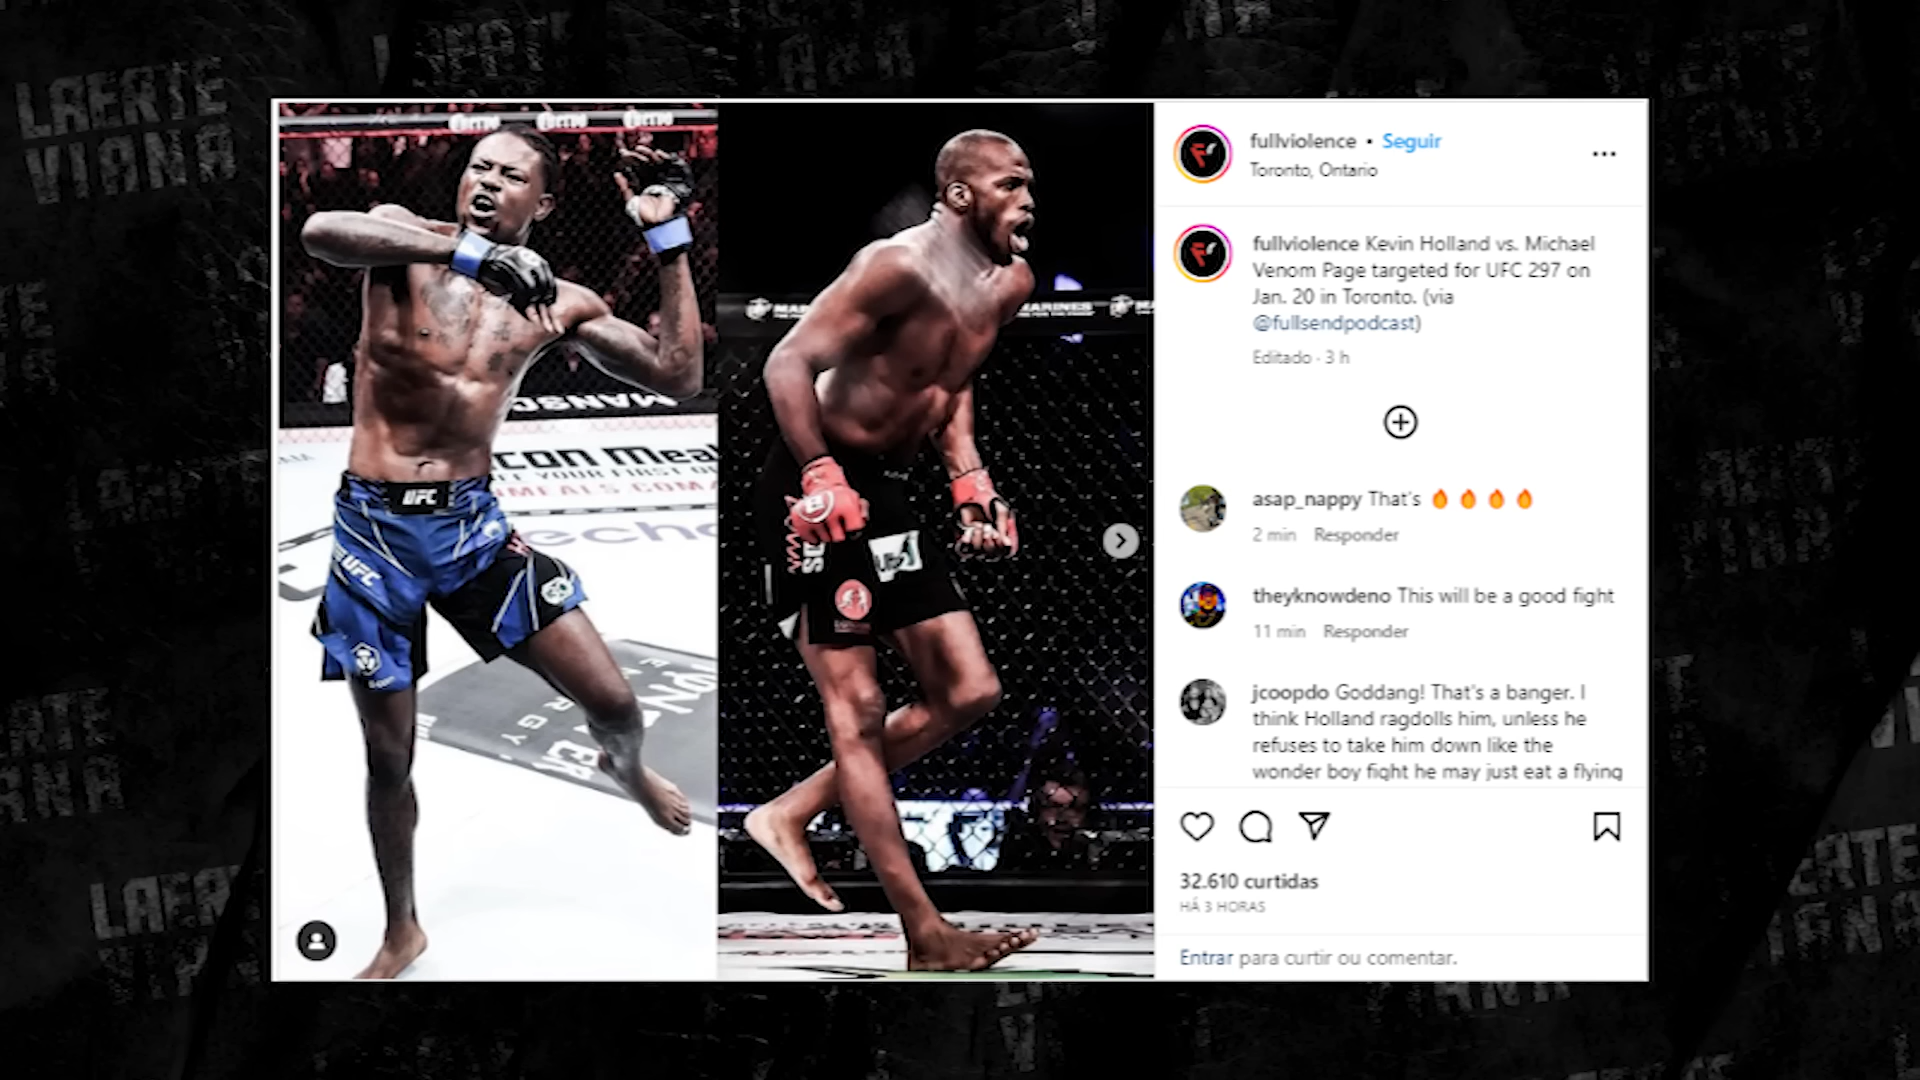 LAERTE
VIANA
fullviolence • Seguir
Toronto, Ontario
fullviolence Kevin Holland vs. Michael
Venom Page targeted for UFC 297 on
Jan. 20 in Toronto. (via
@fullsendpodcast)
Editado · 3 h
asap_nappy That's 🔥🔥🔥🔥
2 min Responder
theyknowdeno This will be a good fight
11 min Responder
jcoopdo Goddang! That's a banger. I
think Holland ragdolls him, unless he
refuses to take him down like the
wonder boy fight he may just eat a flying
32.610 curtidas
HÁ 3 HORAS
Entrar para curtir ou comentar.
UFC
UFC
MARINES